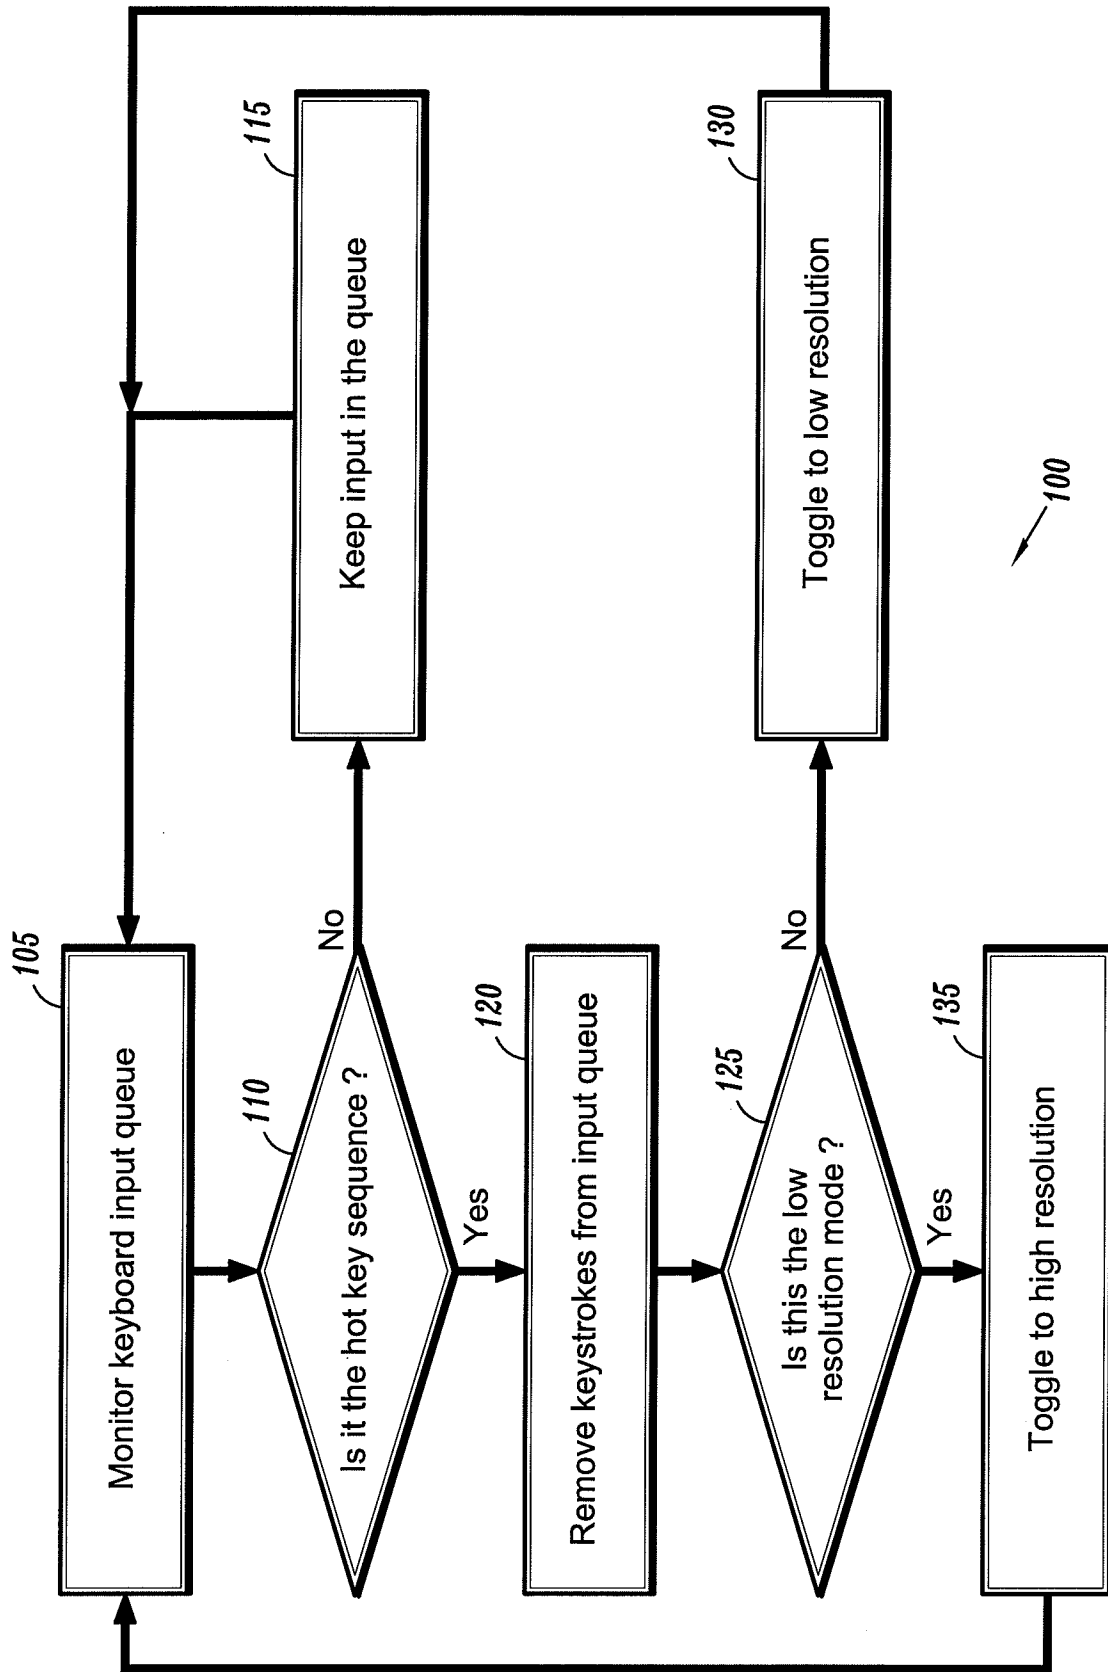 105
Monitor keyboard input queue
110
Is it the hot key sequence ?
No
115
Keep input in the queue
Yes
120
Remove keystrokes from input queue
125
Is this the low
resolution mode ?
No
130
Toggle to low resolution
Yes
135
Toggle to high resolution
100